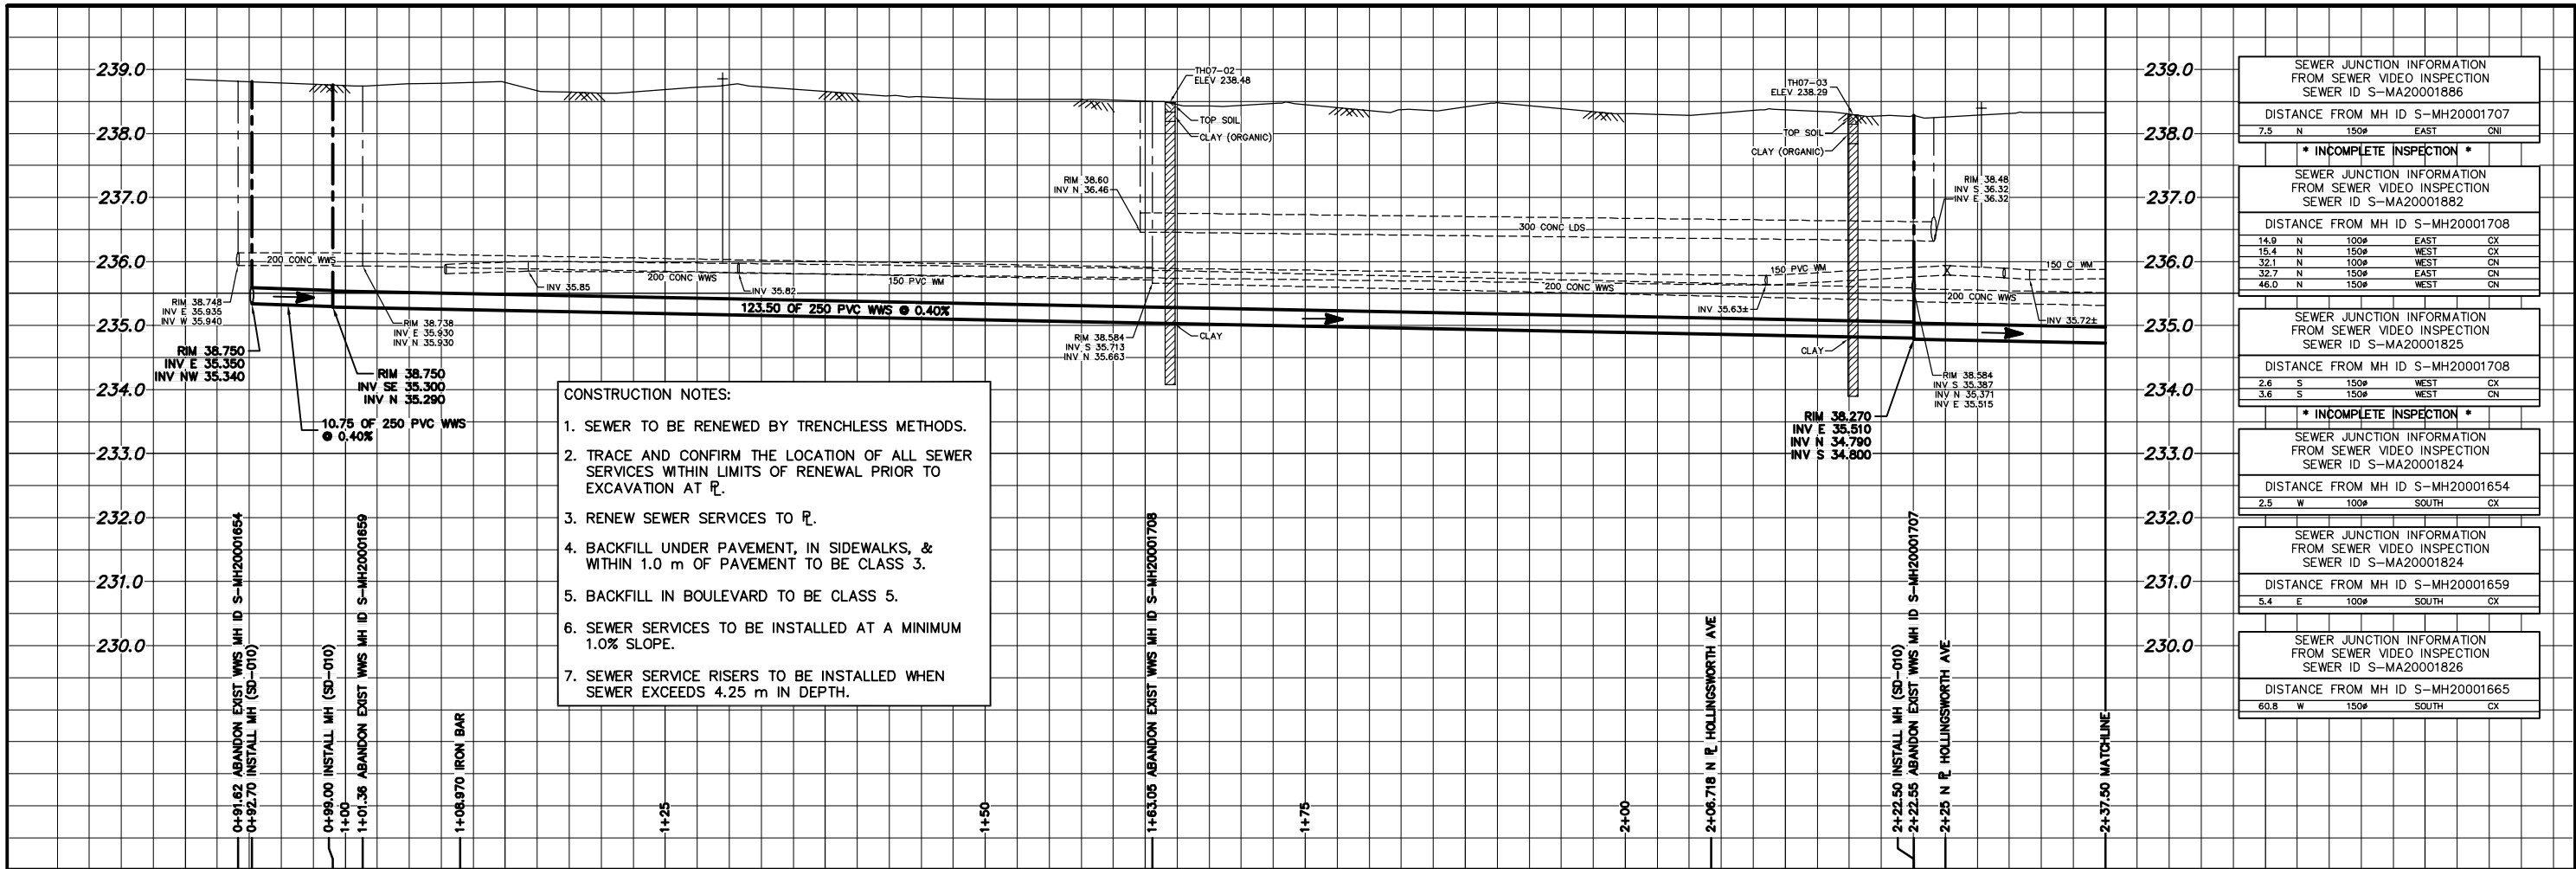 239.0
238.0
237.0
236.0
235.0
234.0
233.0
232.0
231.0
230.0
RIM 38.748
INV E 35.935
INV W 35.940
200 CONC WWS
RIM 38.750
INV E 35.350
INV NW 35.340
RIM 38.738
INV E 35.930
INV N 35.930
RIM 38.750
INV SE 35.300
INV N 35.290
10.75 OF 250 PVC WWS
@ 0.40%
INV 35.85
200 CONC WWS
INV 35.82
150 PVC WM
123.50 OF 250 PVC WWS @ 0.40%
TH07-02
ELEV 238.48
TOP SOIL
CLAY (ORGANIC)
RIM 38.60
INV N 36.46
300 CONC LDS
RIM 38.584
INV S 35.713
INV N 35.663
CLAY
200 CONC WWS
TH07-03
ELEV 238.29
TOP SOIL
CLAY (ORGANIC)
150 PVC WM
INV 35.63±
CLAY
RIM 38.48
INV S 36.32
INV E 36.32
X
150 CI WM
200 CONC WWS
INV 35.72±
RIM 38.584
INV S 35.387
INV N 35.371
INV E 35.515
RIM 38.270
INV E 35.510
INV N 34.790
INV S 34.800
CONSTRUCTION NOTES:
1. SEWER TO BE RENEWED BY TRENCHLESS METHODS.
2. TRACE AND CONFIRM THE LOCATION OF ALL SEWER
SERVICES WITHIN LIMITS OF RENEWAL PRIOR TO
EXCAVATION AT PL.
3. RENEW SEWER SERVICES TO PL.
4. BACKFILL UNDER PAVEMENT, IN SIDEWALKS, &
WITHIN 1.0 m OF PAVEMENT TO BE CLASS 3.
5. BACKFILL IN BOULEVARD TO BE CLASS 5.
6. SEWER SERVICES TO BE INSTALLED AT A MINIMUM
1.0% SLOPE.
7. SEWER SERVICE RISERS TO BE INSTALLED WHEN
SEWER EXCEEDS 4.25 m IN DEPTH.
0+91.62 ABANDON EXIST WWS MH ID S-MH20001654
0+92.70 INSTALL MH (SD-010)
0+99.00 INSTALL MH (SD-010)
1+00
1+01.36 ABANDON EXIST WWS MH ID S-MH20001659
1+08.970 IRON BAR
1+25
1+50
1+63.05 ABANDON EXIST WWS MH ID S-MH20001708
1+75
2+00
2+06.718 N PL HOLLINGSWORTH AVE
2+22.50 INSTALL MH (SD-010)
2+22.55 ABANDON EXIST WWS MH ID S-MH20001707
2+25 N PL HOLLINGSWORTH AVE
2+37.50 MATCHLINE
239.0
238.0
237.0
236.0
235.0
234.0
233.0
232.0
231.0
230.0
SEWER JUNCTION INFORMATION
FROM SEWER VIDEO INSPECTION
SEWER ID S-MA20001886
DISTANCE FROM MH ID S-MH20001707
7.5 N 150ø EAST CNI
* INCOMPLETE INSPECTION *
SEWER JUNCTION INFORMATION
FROM SEWER VIDEO INSPECTION
SEWER ID S-MA20001882
DISTANCE FROM MH ID S-MH20001708
14.9 N 100ø EAST CX
15.4 N 150ø WEST CX
32.1 N 100ø WEST CN
32.7 N 150ø EAST CN
46.0 N 150ø WEST CN
SEWER JUNCTION INFORMATION
FROM SEWER VIDEO INSPECTION
SEWER ID S-MA20001825
DISTANCE FROM MH ID S-MH20001708
2.6 S 150ø WEST CX
3.6 S 150ø WEST CN
* INCOMPLETE INSPECTION *
SEWER JUNCTION INFORMATION
FROM SEWER VIDEO INSPECTION
SEWER ID S-MA20001824
DISTANCE FROM MH ID S-MH20001654
2.5 W 100ø SOUTH CX
SEWER JUNCTION INFORMATION
FROM SEWER VIDEO INSPECTION
SEWER ID S-MA20001824
DISTANCE FROM MH ID S-MH20001659
5.4 E 100ø SOUTH CX
SEWER JUNCTION INFORMATION
FROM SEWER VIDEO INSPECTION
SEWER ID S-MA20001826
DISTANCE FROM MH ID S-MH20001665
60.8 W 150ø SOUTH CX